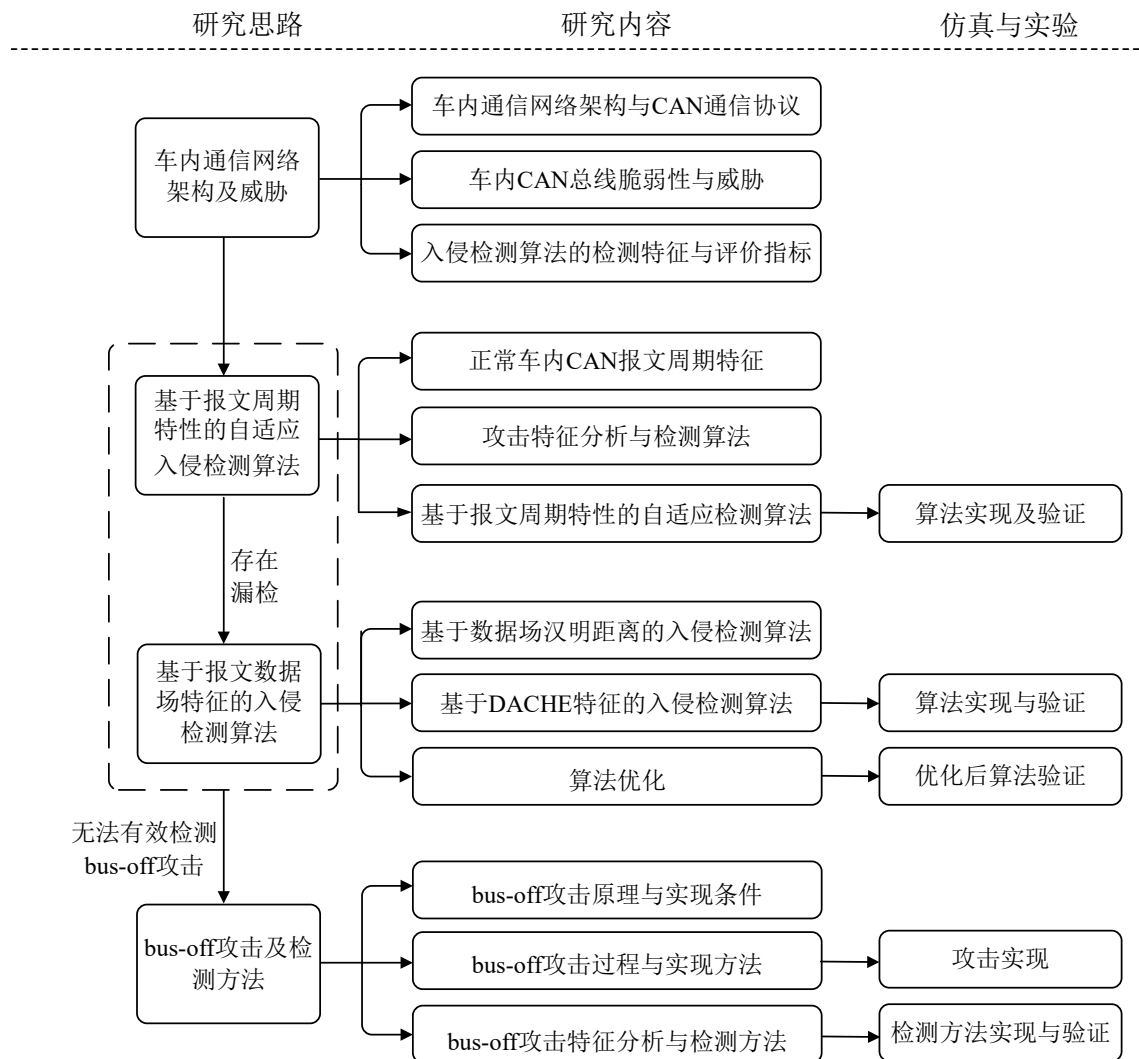 研究思路
研究内容
仿真与实验
车内通信网络
架构及威胁
车内通信网络架构与CAN通信协议
车内CAN总线脆弱性与威胁
入侵检测算法的检测特征与评价指标
基于报文周期
特性的自适应
入侵检测算法
正常车内CAN报文周期特征
攻击特征分析与检测算法
基于报文周期特性的自适应检测算法
算法实现及验证
存在
漏检
基于报文数据
场特征的入侵
检测算法
基于数据场汉明距离的入侵检测算法
基于DACHE特征的入侵检测算法
算法实现与验证
算法优化
优化后算法验证
无法有效检测
bus-off攻击
bus-off攻击及检
测方法
bus-off攻击原理与实现条件
bus-off攻击过程与实现方法
攻击实现
bus-off攻击特征分析与检测方法
检测方法实现与验证